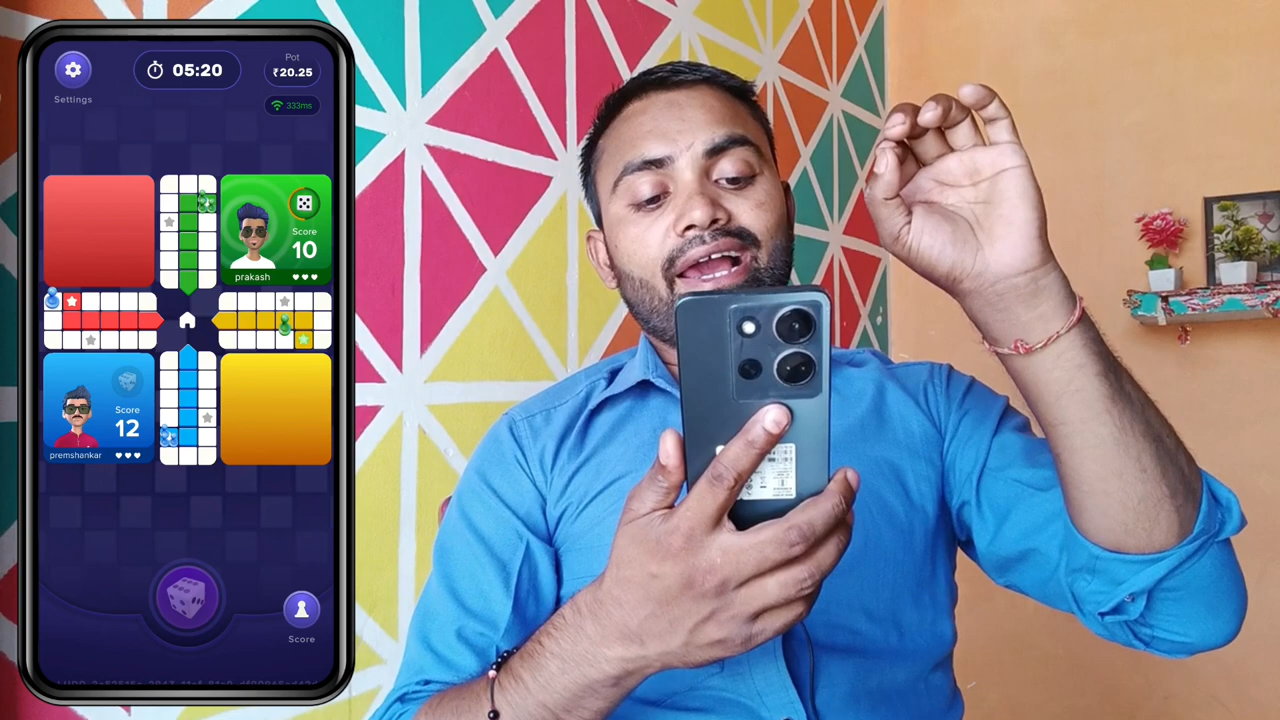 05:20
Pot
₹20.25
Settings
333ms
Score
10
prakash
Score
12
premshankar
Score